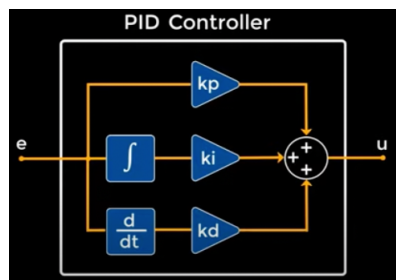 PID Controller
kp
e
∫
ki
+
+
+
u
d
dt
kd